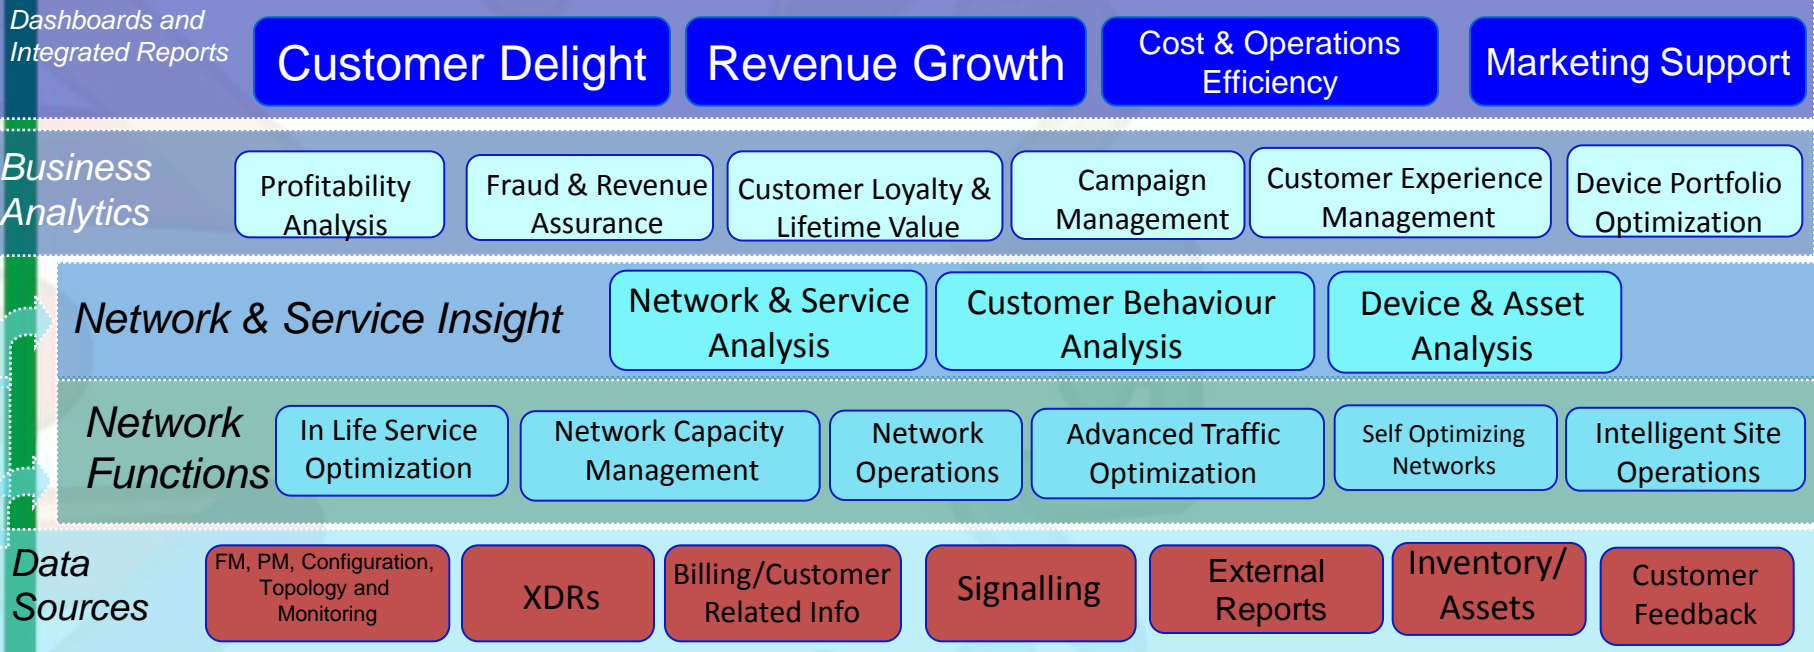 Dashboards and
Integrated Reports
Customer Delight
Revenue Growth
Cost & Operations
Efficiency
Marketing Support
Business
Analytics
Profitability
Analysis
Fraud & Revenue
Assurance
Customer Loyalty &
Lifetime Value
Campaign
Management
Customer Experience
Management
Device Portfolio
Optimization
Network & Service Insight
Network & Service
Analysis
Customer Behaviour
Analysis
Device & Asset
Analysis
Network
Functions
In Life Service
Optimization
Network Capacity
Management
Network
Operations
Advanced Traffic
Optimization
Self Optimizing
Networks
Intelligent Site
Operations
Data
Sources
FM, PM, Configuration,
Topology and
Monitoring
XDRs
Billing/Customer
Related Info
Signalling
External
Reports
Inventory/
Assets
Customer
Feedback